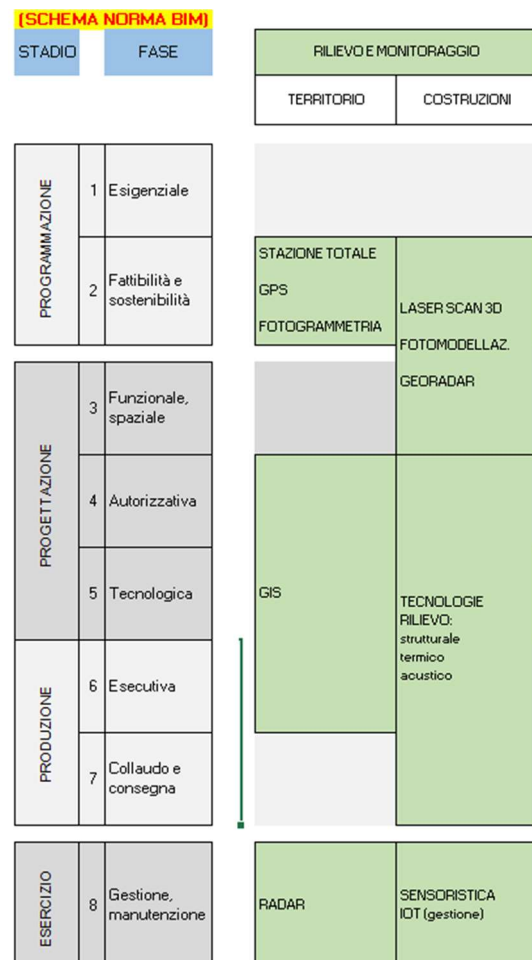 (SCHEMA NORMA BIM)
STADIO FASE RILIEVO E MONITORAGGIO
TERRITORIO COSTRUZIONI
PROGRAMMAZIONE
1 Esigenziale
2 Fattibilità e
sostenibilità
STAZIONE TOTALE
GPS
FOTOGRAMMETRIA
LASER SCAN 3D
FOTOMODELLAZ.
GEORADAR
PROGETTAZIONE
3 Funzionale,
spaziale
4 Autorizzativa
5 Tecnologica
GIS
TECNOLOGIE
RILIEVO:
strutturale
termico
acustico
PRODUZIONE
6 Esecutiva
7 Collaudo e
consegna
ESERCIZIO
8 Gestione,
manutenzione
RADAR
SENSORISTICA
IOT (gestione)